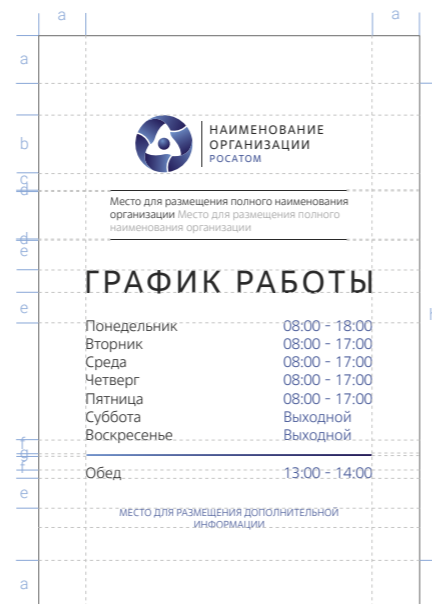 a a
a
НАИМЕНОВАНИЕ
b ОРГАНИЗАЦИИ
РОСАТОМ
c
d
Место для размещения полного наименования
организации Место для размещения полного
наименования организации
d
e
ГРАФИК РАБОТЫ
e
Понедельник 08:00 - 18:00
Вторник 08:00 - 17:00
Среда 08:00 - 17:00
Четверг 08:00 - 17:00
Пятница 08:00 - 17:00
Суббота Выходной
Воскресенье Выходной
f
g
f
Обед 13:00 - 14:00
e
МЕСТО ДЛЯ РАЗМЕЩЕНИЯ ДОПОЛНИТЕЛЬНОЙ
ИНФОРМАЦИИ
a